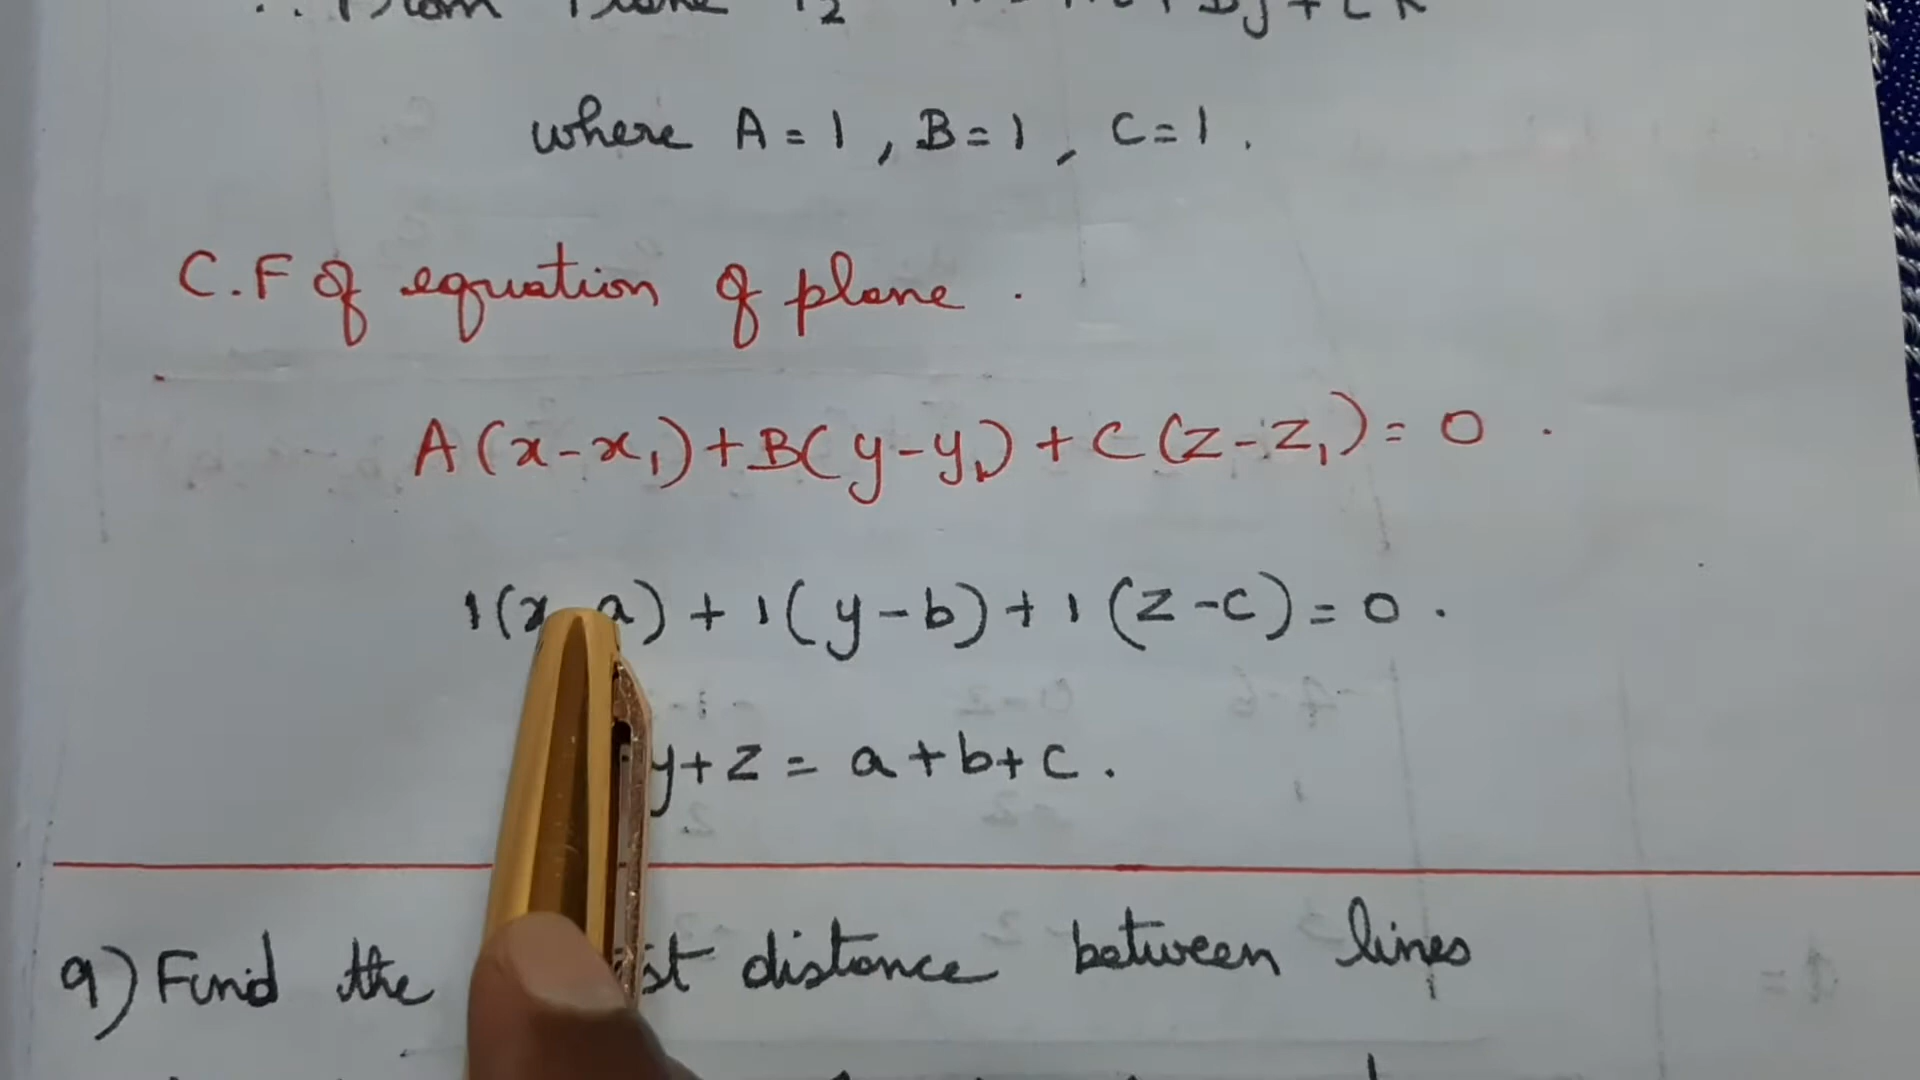 where A = 1 , B = 1 , C = 1 .
C.F of equation of plane .
A(x-x₁)+B(y-y₁)+C(z-z₁)= 0 .
1(x-a) + 1(y-b)+1(z-c)=0.
y+z = a+b+c.
9) Find the distance between lines